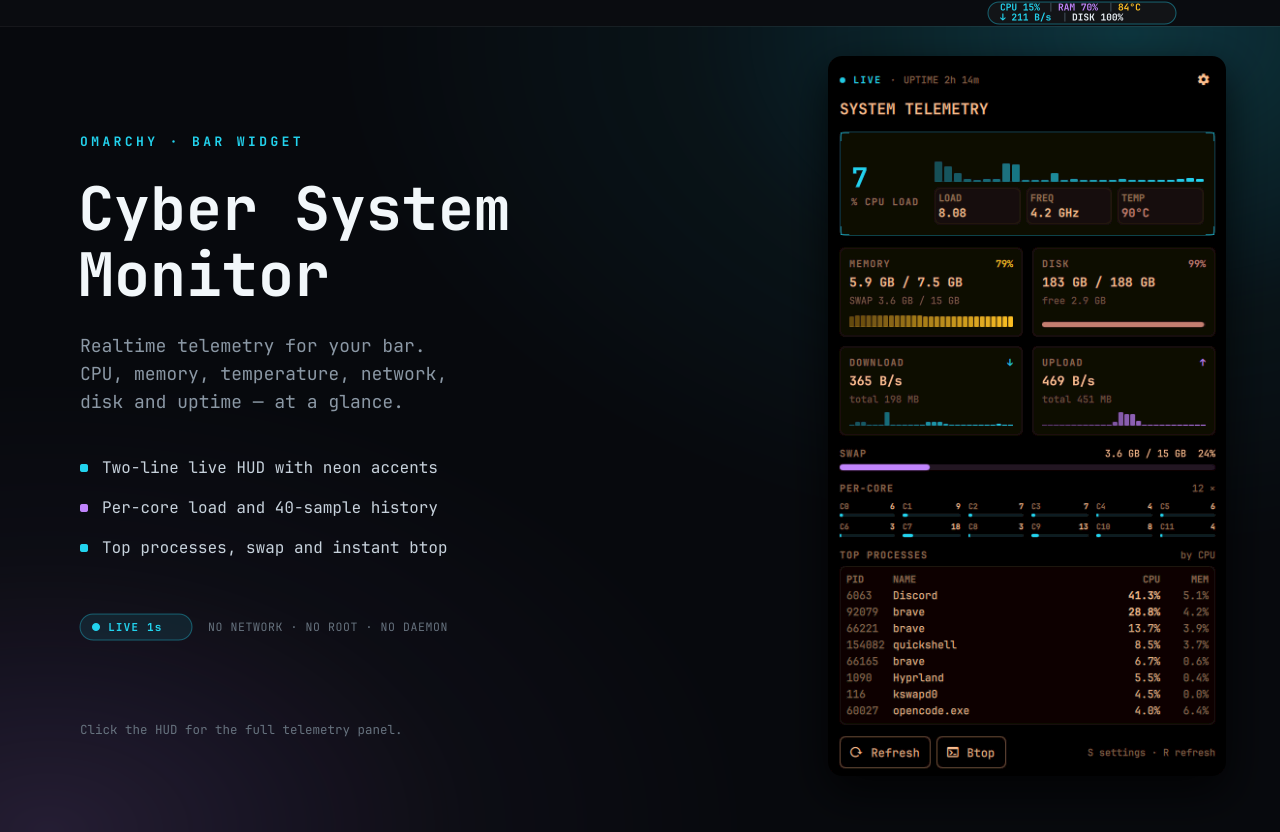 CPU 15% | RAM 70% | 84°C
↓ 211 B/s | DISK 100%
OMARCHY · BAR WIDGET
Cyber System
Monitor
Realtime telemetry for your bar.
CPU, memory, temperature, network,
disk and uptime — at a glance.
Two-line live HUD with neon accents
Per-core load and 40-sample history
Top processes, swap and instant btop
LIVE 1s
NO NETWORK · NO ROOT · NO DAEMON
Click the HUD for the full telemetry panel.
LIVE · UPTIME 2h 14m
SYSTEM TELEMETRY
7
% CPU LOAD
LOAD FREQ TEMP
8.08 4.2 GHz 90°C
MEMORY 79%
5.9 GB / 7.5 GB
SWAP 3.6 GB / 15 GB
DISK 99%
183 GB / 188 GB
free 2.9 GB
DOWNLOAD ↓
365 B/s
total 198 MB
UPLOAD ↑
469 B/s
total 451 MB
SWAP 3.6 GB / 15 GB 24%
PER-CORE 12 ×
C0 6 C1 9 C2 7 C3 7 C4 4 C5 6
C6 3 C7 18 C8 3 C9 13 C10 8 C11 4
TOP PROCESSES by CPU
PID NAME CPU MEM
6063 Discord 41.3% 5.1%
92079 brave 28.8% 4.2%
66221 brave 13.7% 3.9%
154082 quickshell 8.5% 3.7%
66165 brave 6.7% 0.6%
1090 Hyprland 5.5% 0.4%
116 kswapd0 4.5% 0.0%
60027 opencode.exe 4.0% 6.4%
Refresh Btop S settings · R refresh